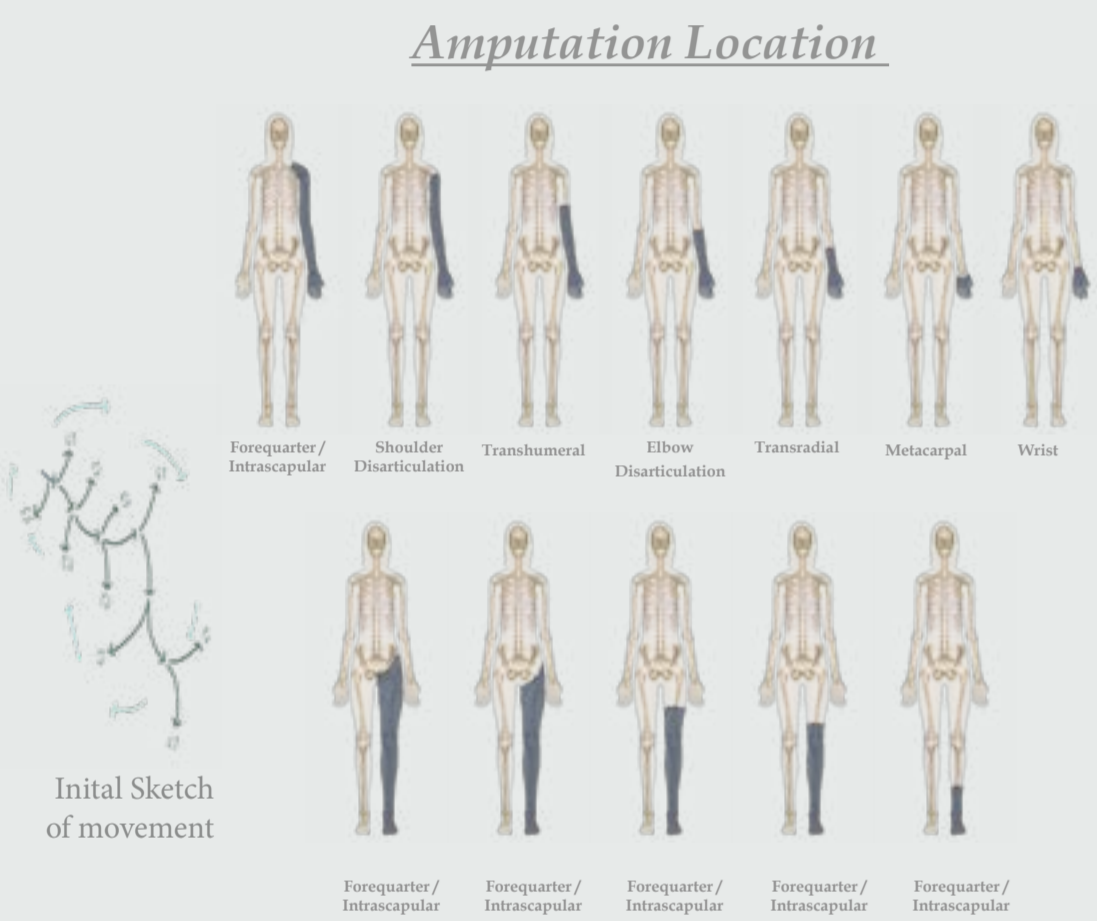 Amputation Location
Forequarter /
Intrascapular
Shoulder
Disarticulation
Transhumeral
Elbow
Disarticulation
Transradial
Metacarpal
Wrist
Inital Sketch
of movement
Forequarter /
Intrascapular
Forequarter /
Intrascapular
Forequarter /
Intrascapular
Forequarter /
Intrascapular
Forequarter /
Intrascapular